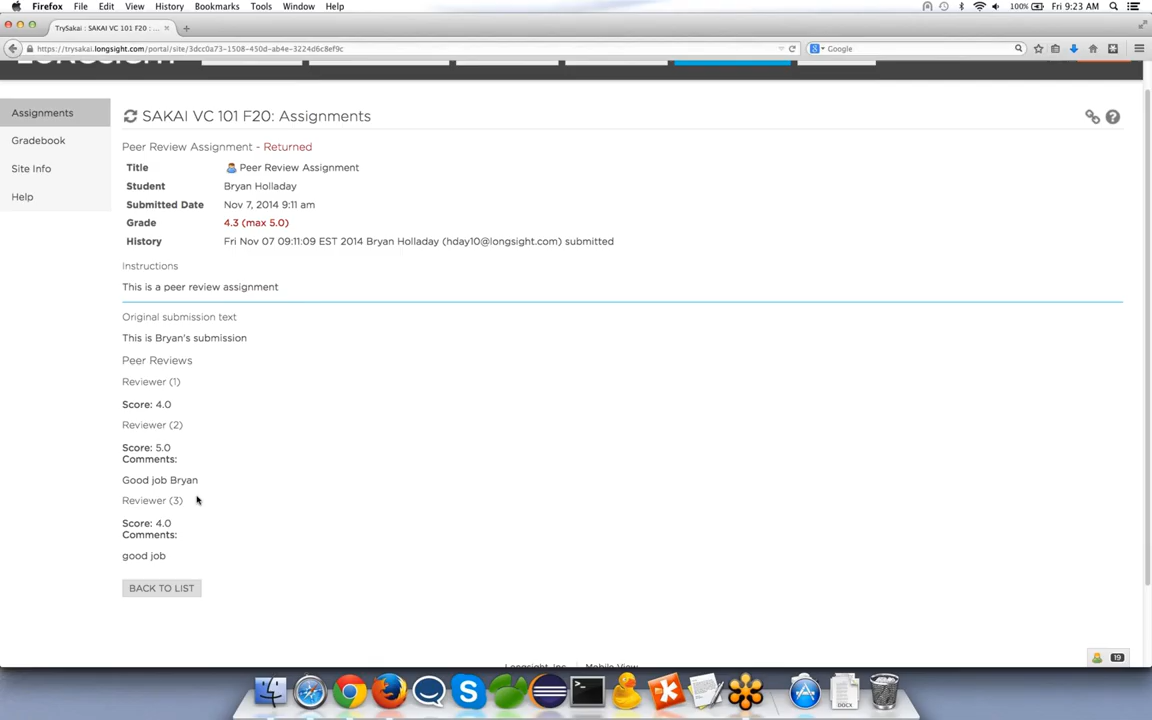 Firefox File Edit View History Bookmarks Tools Window Help 100% Fri 9:23 AM
TrySakai : SAKAI VC 101 F20 : ...
https://trysakai.longsight.com/portal/site/3dcc0a73-1508-450d-ab4e-3224d6c8ef9c Google
Assignments
Gradebook
Site Info
Help
SAKAI VC 101 F20: Assignments
Peer Review Assignment - Returned
Title Peer Review Assignment
Student Bryan Holladay
Submitted Date Nov 7, 2014 9:11 am
Grade 4.3 (max 5.0)
History Fri Nov 07 09:11:09 EST 2014 Bryan Holladay (hday10@longsight.com) submitted
Instructions
This is a peer review assignment
Original submission text
This is Bryan's submission
Peer Reviews
Reviewer (1)
Score: 4.0
Reviewer (2)
Score: 5.0
Comments:
Good job Bryan
Reviewer (3)
Score: 4.0
Comments:
good job
BACK TO LIST
Longsight, Inc. Mobile View
19
DOCX